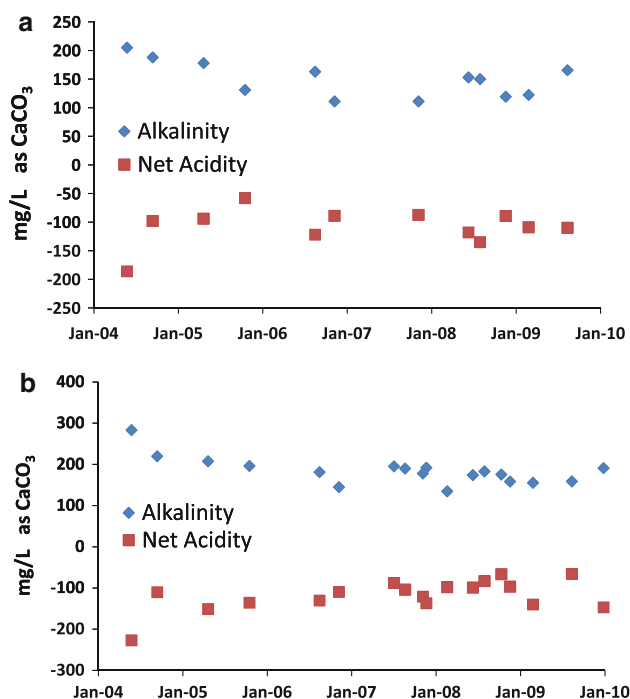 a
250
200
150
100
50
0
-50
-100
-150
-200
-250
mg/L as CaCO₃
Alkalinity
Net Acidity
Jan-04 Jan-05 Jan-06 Jan-07 Jan-08 Jan-09 Jan-10
b
400
300
200
100
0
-100
-200
-300
mg/L as CaCO₃
Alkalinity
Net Acidity
Jan-04 Jan-05 Jan-06 Jan-07 Jan-08 Jan-09 Jan-10